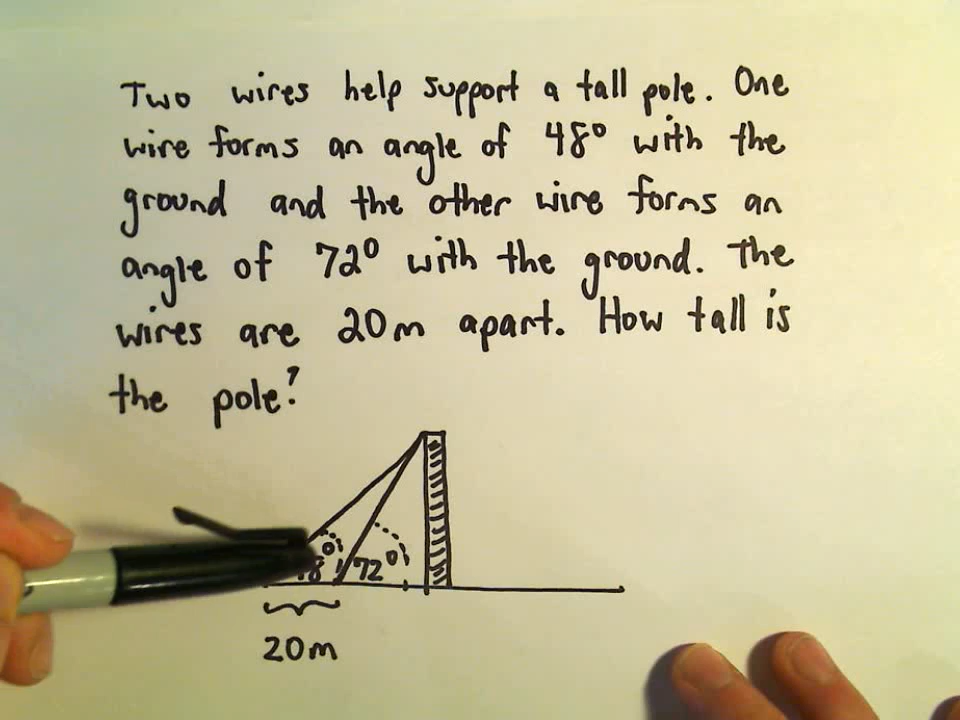 Two wires help support a tall pole. One
wire forms an angle of 48° with the
ground and the other wire forms an
angle of 72° with the ground. The
wires are 20m apart. How tall is
the pole?
72°
20m